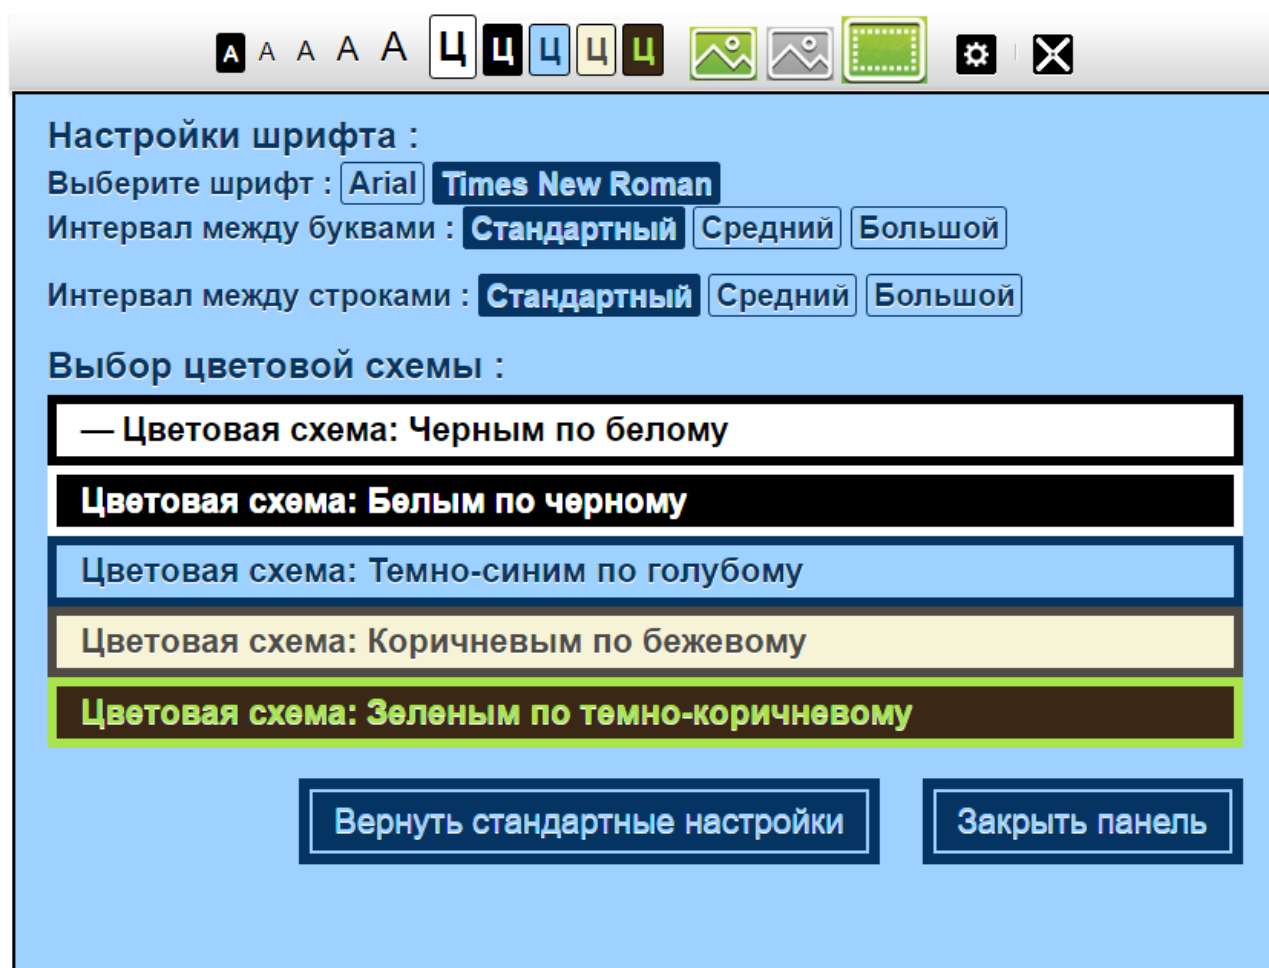 А А А А А Ц Ц Ц Ц Ц
Настройки шрифта :
Выберите шрифт : Arial Times New Roman
Интервал между буквами : Стандартный Средний Большой
Интервал между строками : Стандартный Средний Большой
Выбор цветовой схемы :
— Цветовая схема: Черным по белому
Цветовая схема: Белым по черному
Цветовая схема: Темно-синим по голубому
Цветовая схема: Коричневым по бежевому
Цветовая схема: Зеленым по темно-коричневому
Вернуть стандартные настройки Закрыть панель